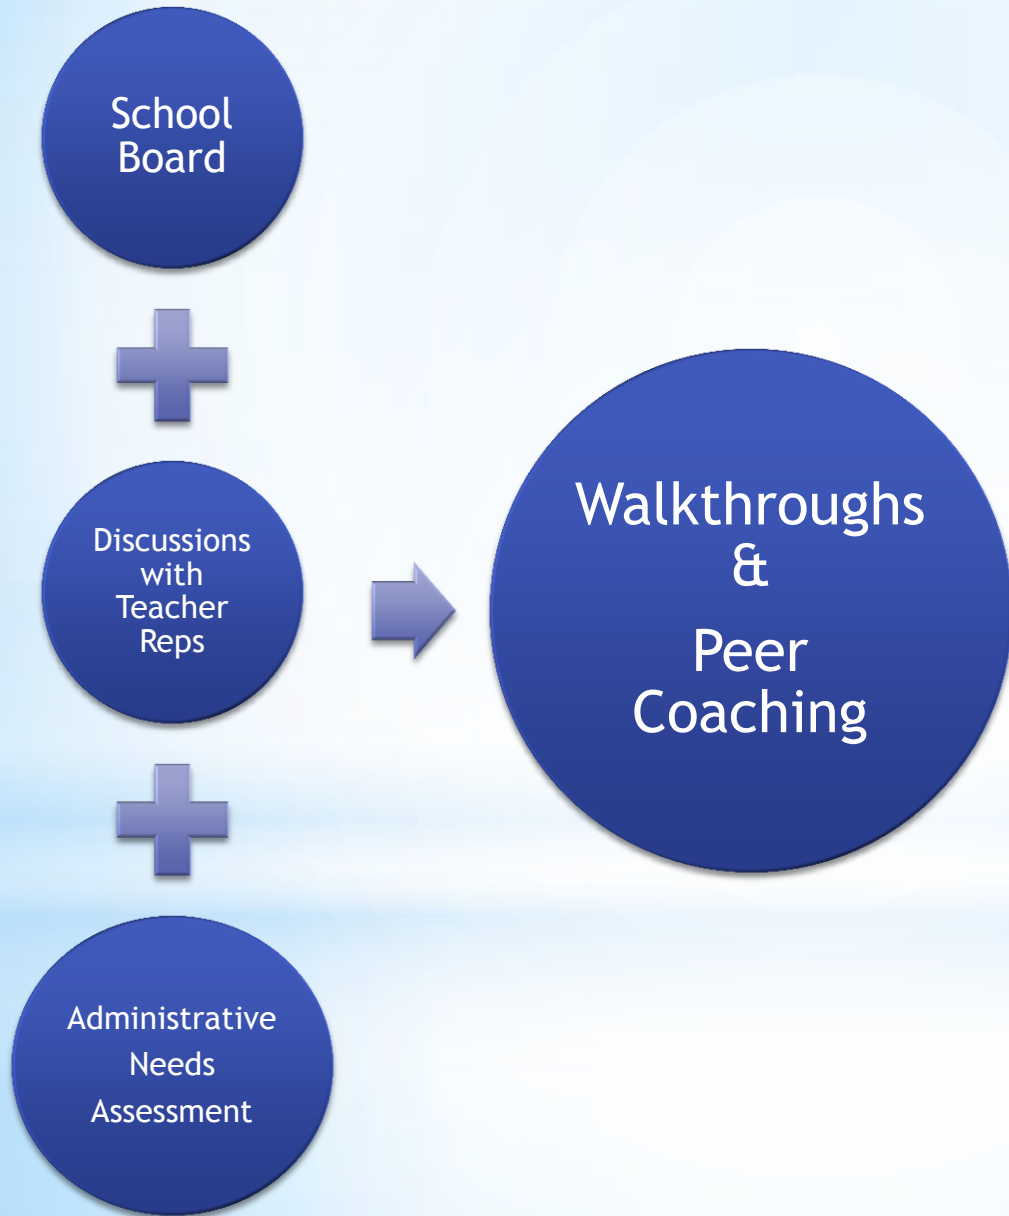 School
Board
Discussions
with
Teacher
Reps
Administrative
Needs
Assessment
Walkthroughs
&
Peer
Coaching